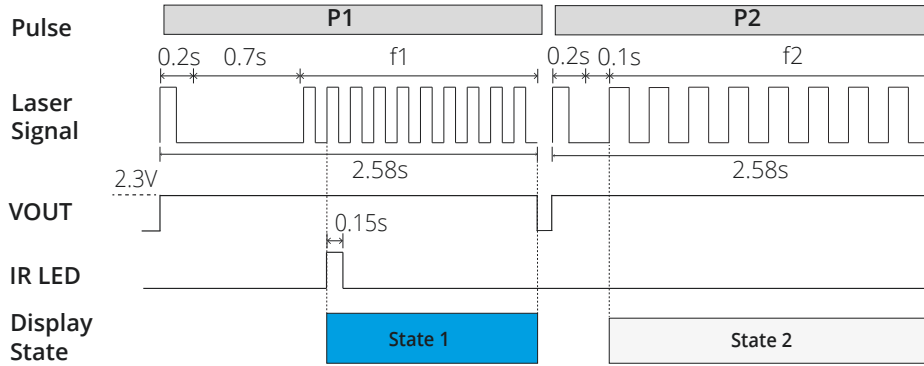 Pulse
P1
P2
0.2s
0.7s
f1
0.2s
0.1s
f2
Laser
Signal
2.58s
2.58s
2.3V
VOUT
0.15s
IR LED
Display
State
State 1
State 2